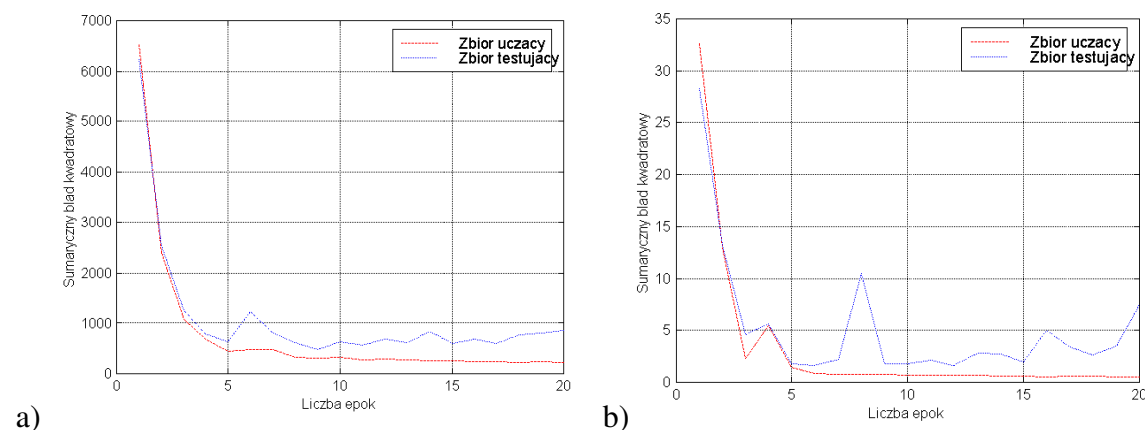 7000
6000
5000
4000
3000
2000
1000
0
0
5
10
15
20
Sumaryczny blad kwadratowy
Liczba epok
Zbior uczacy
Zbior testujacy
a)
35
30
25
20
15
10
5
0
0
5
10
15
20
Sumaryczny blad kwadratowy
Liczba epok
Zbior uczacy
Zbior testujacy
b)